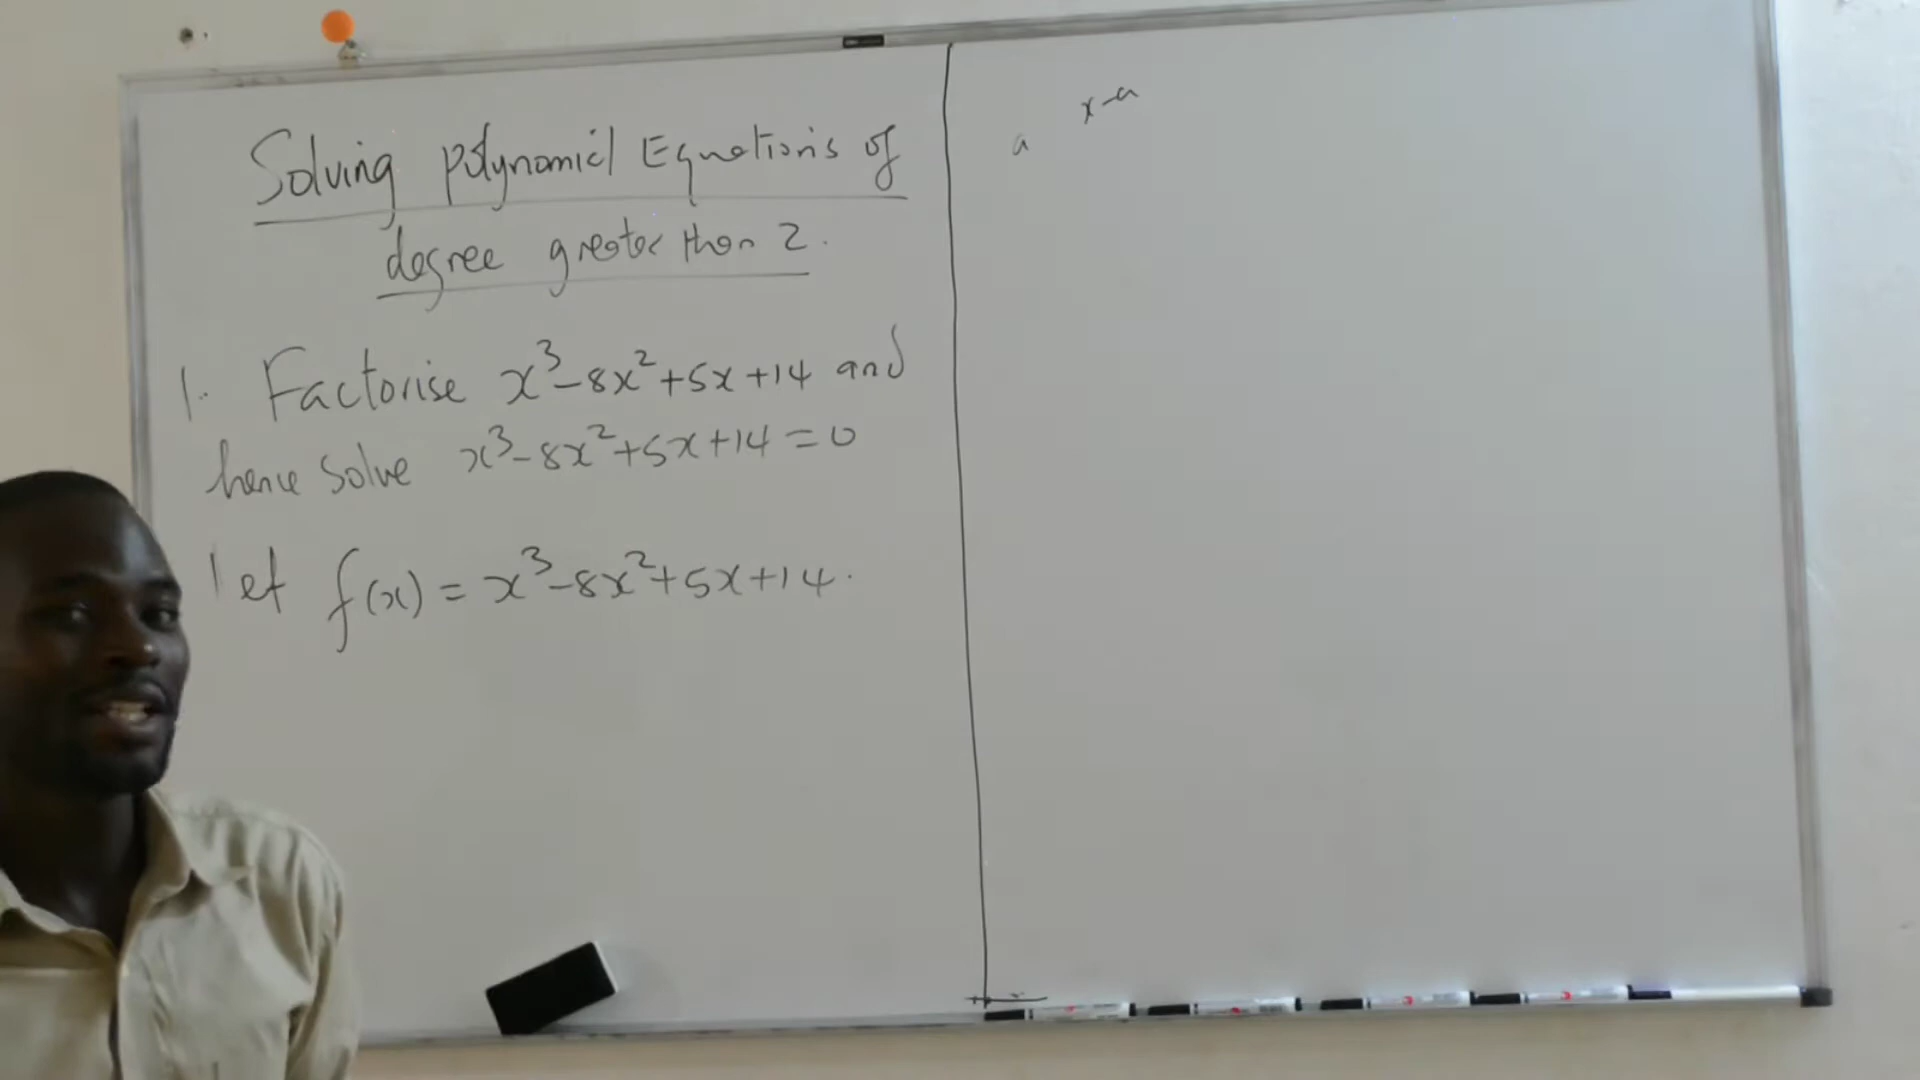 Solving polynomial Equations of
degree greater than 2.
1. Factorise x³-8x²+5x+14 and
hence solve x³-8x²+5x+14=0
let f(x) = x³-8x²+5x+14.
x-a
a